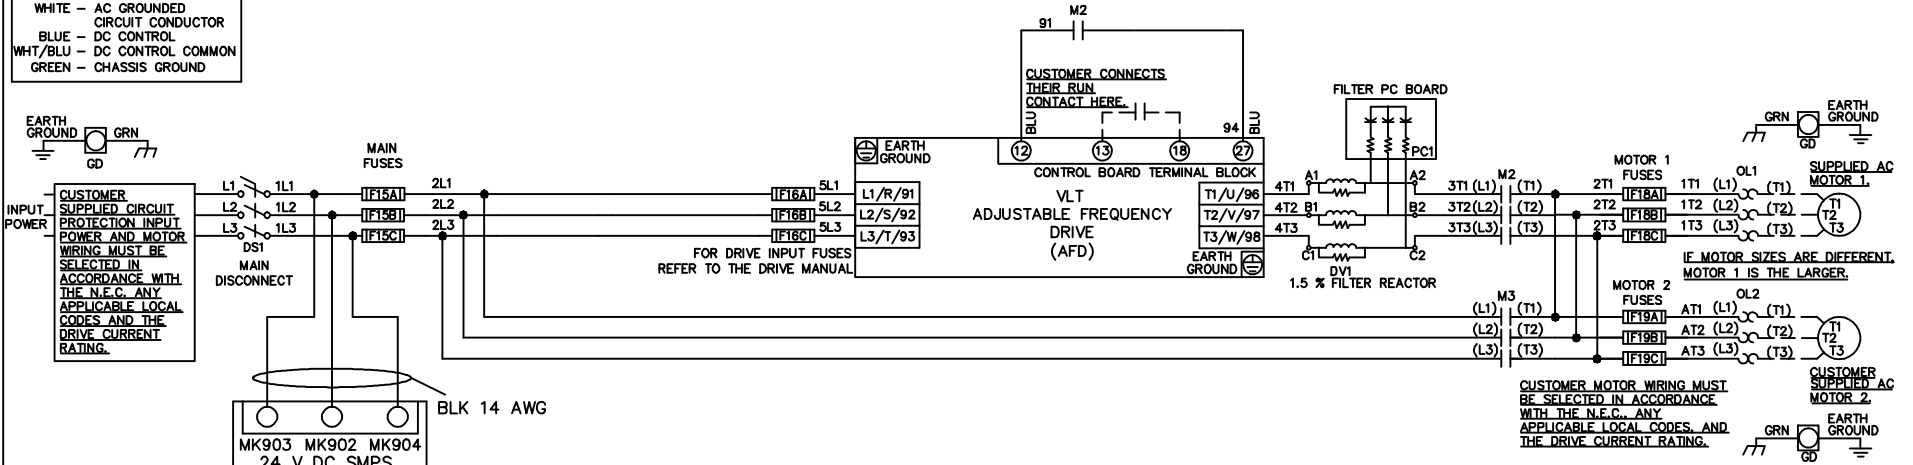 WHITE – AC GROUNDED
CIRCUIT CONDUCTOR
BLUE – DC CONTROL
WHT/BLU – DC CONTROL COMMON
GREEN – CHASSIS GROUND
EARTH
GROUND
GRN
GD
INPUT
POWER
CUSTOMER
SUPPLIED CIRCUIT
PROTECTION INPUT
POWER AND MOTOR
WIRING MUST BE
SELECTED IN
ACCORDANCE WITH
THE N.E.C. ANY
APPLICABLE LOCAL
CODES AND THE
DRIVE CURRENT
RATING.
L1 1L1
L2 1L2
L3 1L3
DS1
MAIN
DISCONNECT
MAIN
FUSES
F15A 2L1
F15B 2L2
F15C 2L3
MK903 MK902 MK904
24 V DC SMPS
BLK 14 AWG
F16A 5L1
F16B 5L2
F16C 5L3
FOR DRIVE INPUT FUSES
REFER TO THE DRIVE MANUAL
91 M2
CUSTOMER CONNECTS
THEIR RUN
CONTACT HERE.
BLU 94 BLU
12 13 18 27
CONTROL BOARD TERMINAL BLOCK
EARTH
GROUND
L1/R/91
L2/S/92
L3/T/93
VLT
ADJUSTABLE FREQUENCY
DRIVE
(AFD)
T1/U/96
T2/V/97
T3/W/98
EARTH
GROUND
FILTER PC BOARD
PC1
4T1 A1 A2
4T2 B1 B2
4T3 C1 C2
DV1
1.5 % FILTER REACTOR
M2
3T1 (L1) (T1)
3T2(L2) (T2)
3T3(L3) (T3)
M3
(L1) (T1)
(L2) (T2)
(L3) (T3)
MOTOR 1
FUSES
2T1 F18A 1T1 (L1) OL1 (T1)
2T2 F18B 1T2 (L2) (T2)
2T3 F18C 1T3 (L3) (T3)
GRN
GD
EARTH
GROUND
SUPPLIED AC
MOTOR 1.
T1
T2
T3
IF MOTOR SIZES ARE DIFFERENT,
MOTOR 1 IS THE LARGER.
MOTOR 2
FUSES
F19A AT1 (L1) OL2 (T1)
F19B AT2 (L2) (T2)
F19C AT3 (L3) (T3)
T1
T2
T3
CUSTOMER
SUPPLIED AC
MOTOR 2.
CUSTOMER MOTOR WIRING MUST
BE SELECTED IN ACCORDANCE
WITH THE N.E.C., ANY
APPLICABLE LOCAL CODES, AND
THE DRIVE CURRENT RATING.
GRN
GD
EARTH
GROUND